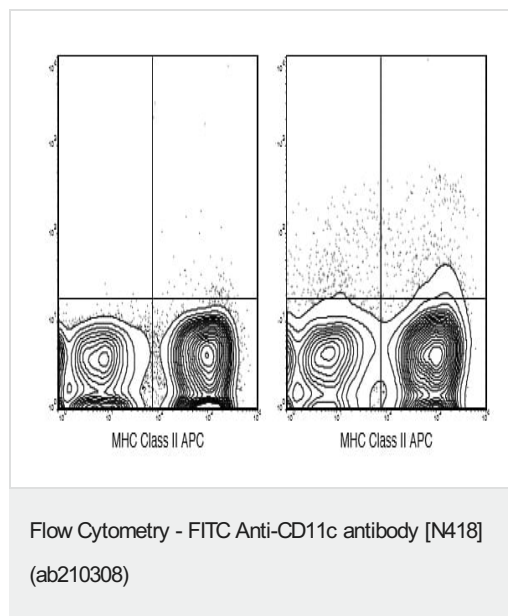 MHC Class II APC MHC Class II APC
Flow Cytometry - FITC Anti-CD11c antibody [N418]
(ab210308)